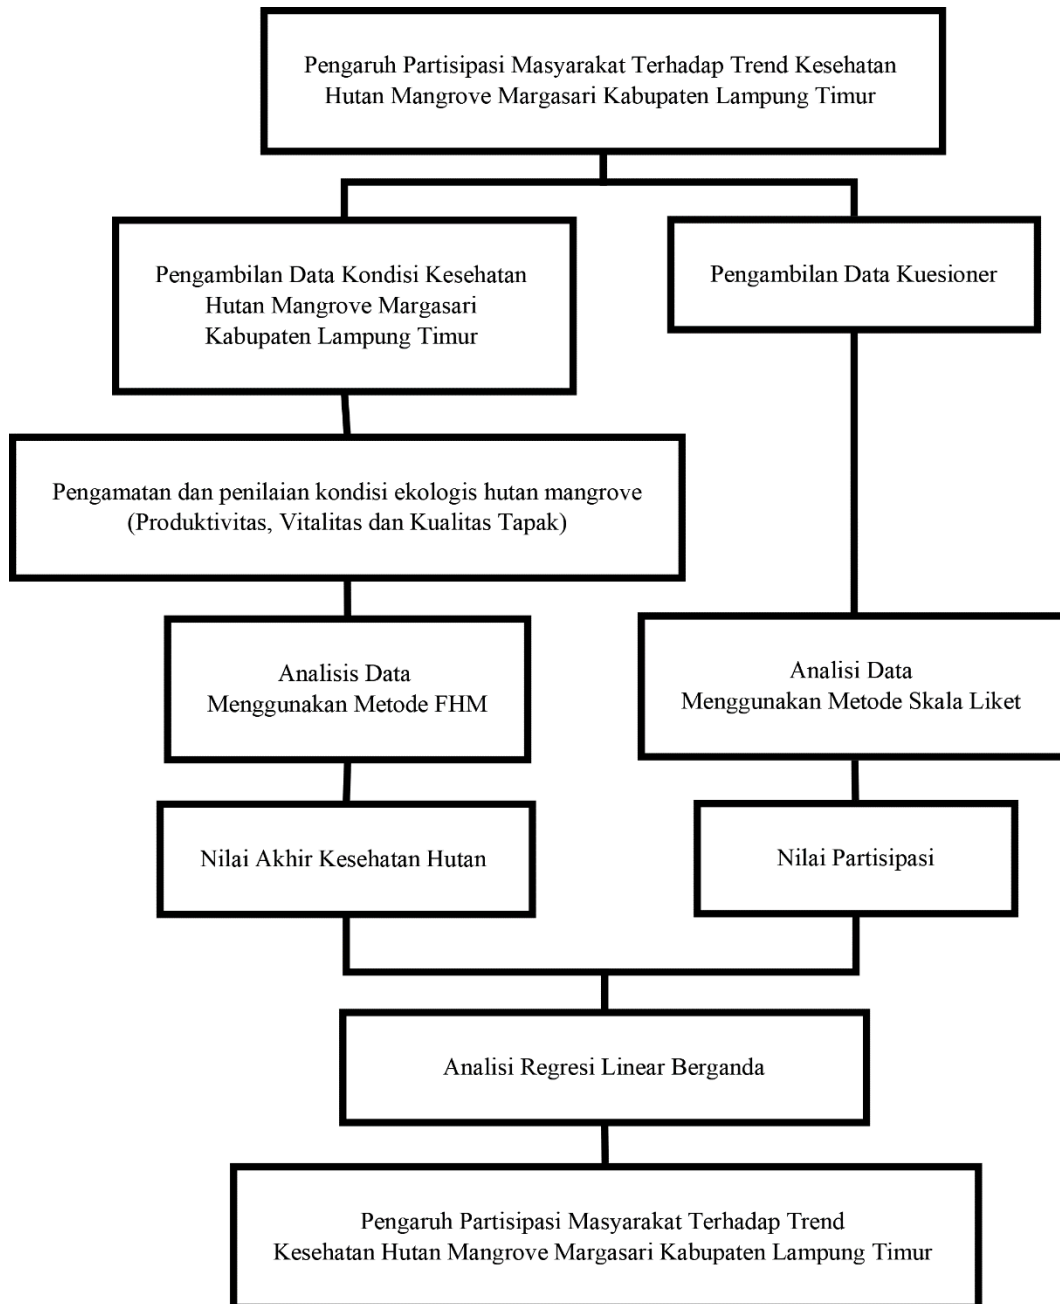 Pengaruh Partisipasi Masyarakat Terhadap Trend Kesehatan
Hutan Mangrove Margasari Kabupaten Lampung Timur
Pengambilan Data Kondisi Kesehatan
Hutan Mangrove Margasari
Kabupaten Lampung Timur
Pengambilan Data Kuesioner
Pengamatan dan penilaian kondisi ekologis hutan mangrove
(Produktivitas, Vitalitas dan Kualitas Tapak)
Analisis Data
Menggunakan Metode FHM
Analisi Data
Menggunakan Metode Skala Liket
Nilai Akhir Kesehatan Hutan
Nilai Partisipasi
Analisi Regresi Linear Berganda
Pengaruh Partisipasi Masyarakat Terhadap Trend
Kesehatan Hutan Mangrove Margasari Kabupaten Lampung Timur